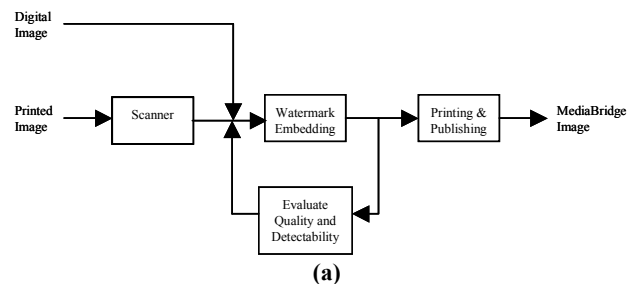 Digital
Image
Printed
Image
Scanner
Watermark
Embedding
Printing &
Publishing
MediaBridge
Image
Evaluate
Quality and
Detectability
(a)